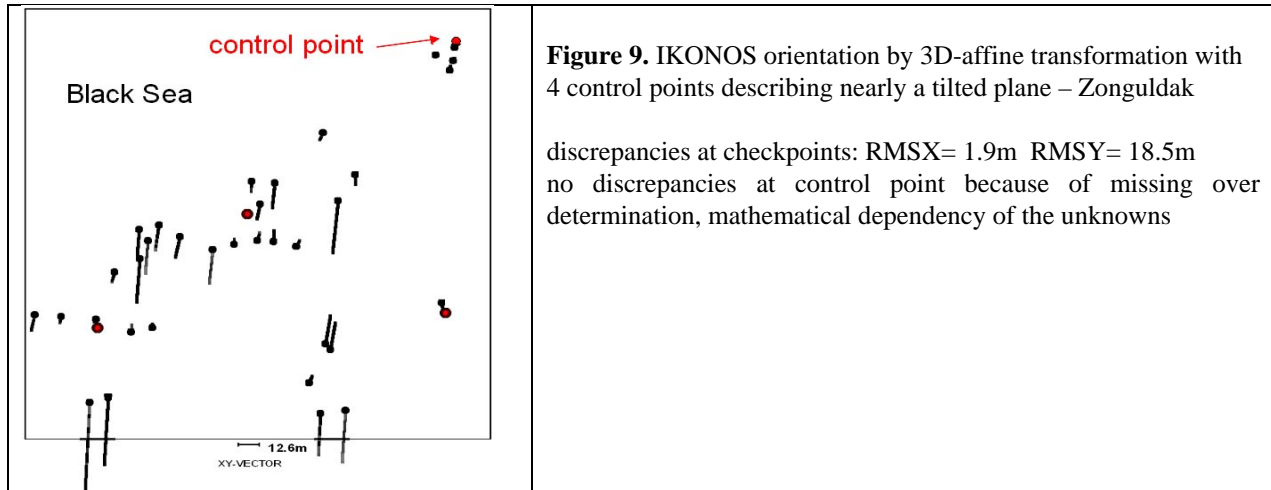 control point
Black Sea
12.6m
XY-VECTOR
Figure 9. IKONOS orientation by 3D-affine transformation with
4 control points describing nearly a tilted plane – Zonguldak
discrepancies at checkpoints: RMSX= 1.9m RMSY= 18.5m
no discrepancies at control point because of missing over
determination, mathematical dependency of the unknowns